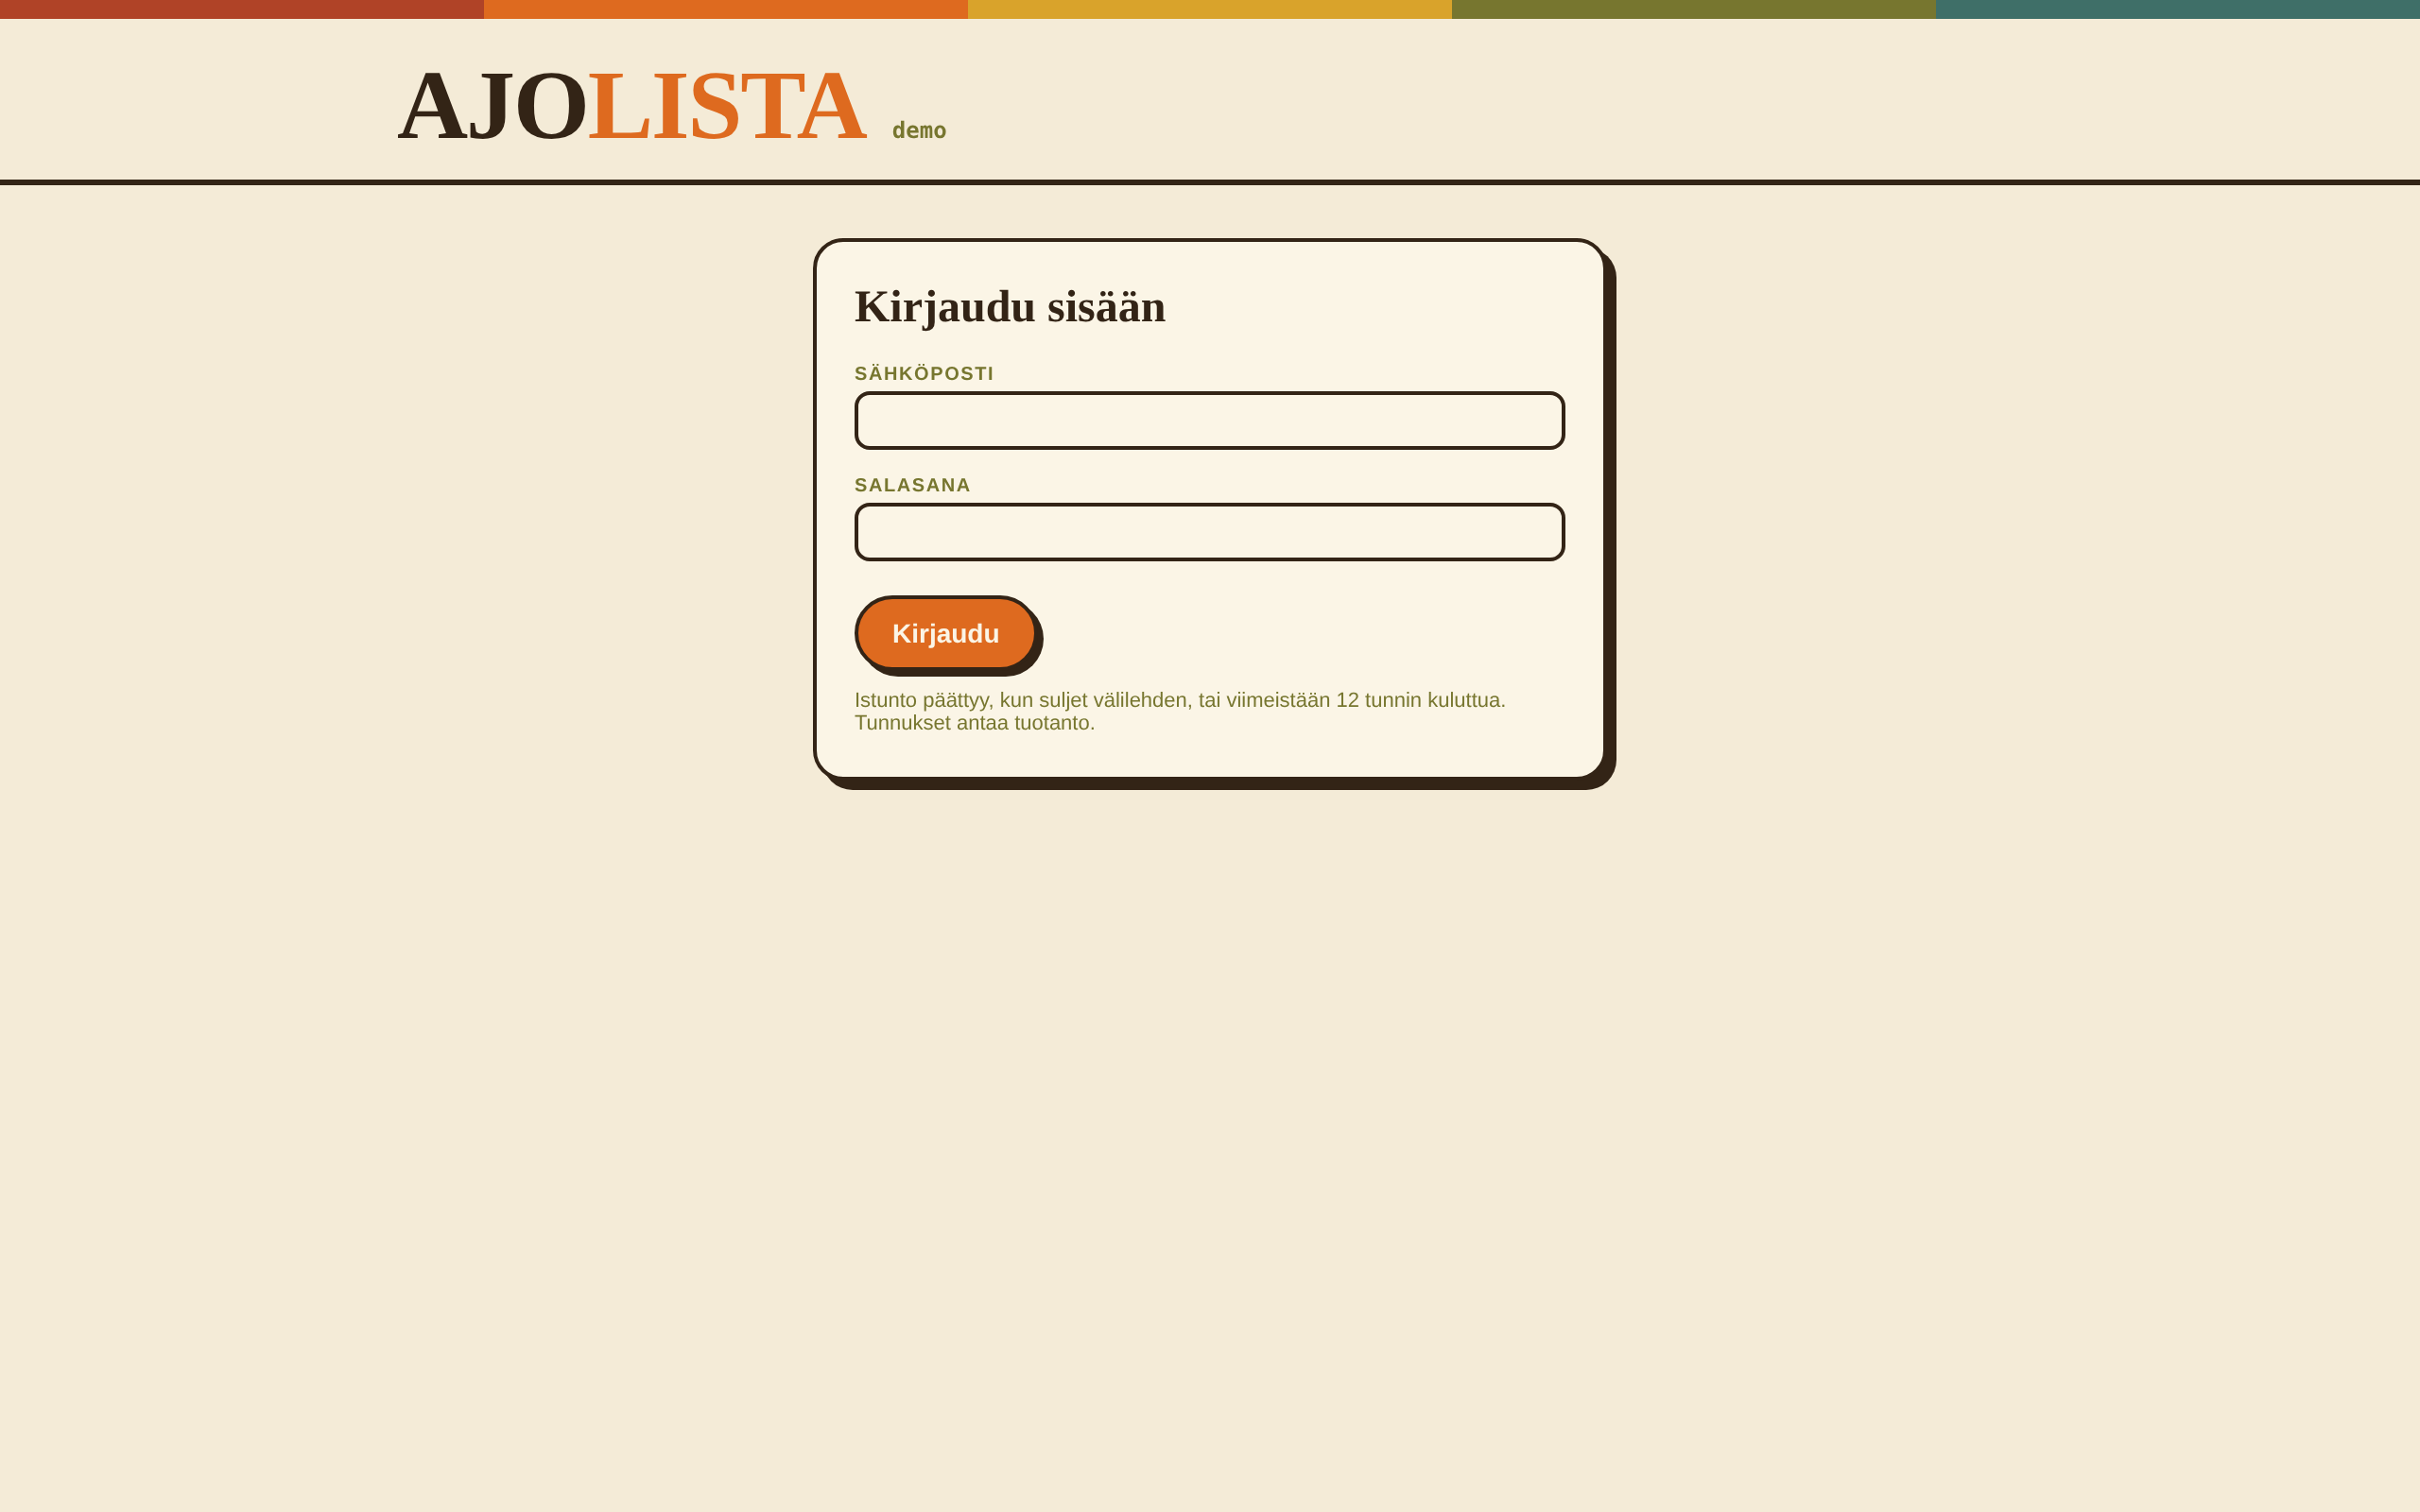 AJOLISTA demo
Kirjaudu sisään
SÄHKÖPOSTI
SALASANA
Kirjaudu
Istunto päättyy, kun suljet välilehden, tai viimeistään 12 tunnin kuluttua.
Tunnukset antaa tuotanto.